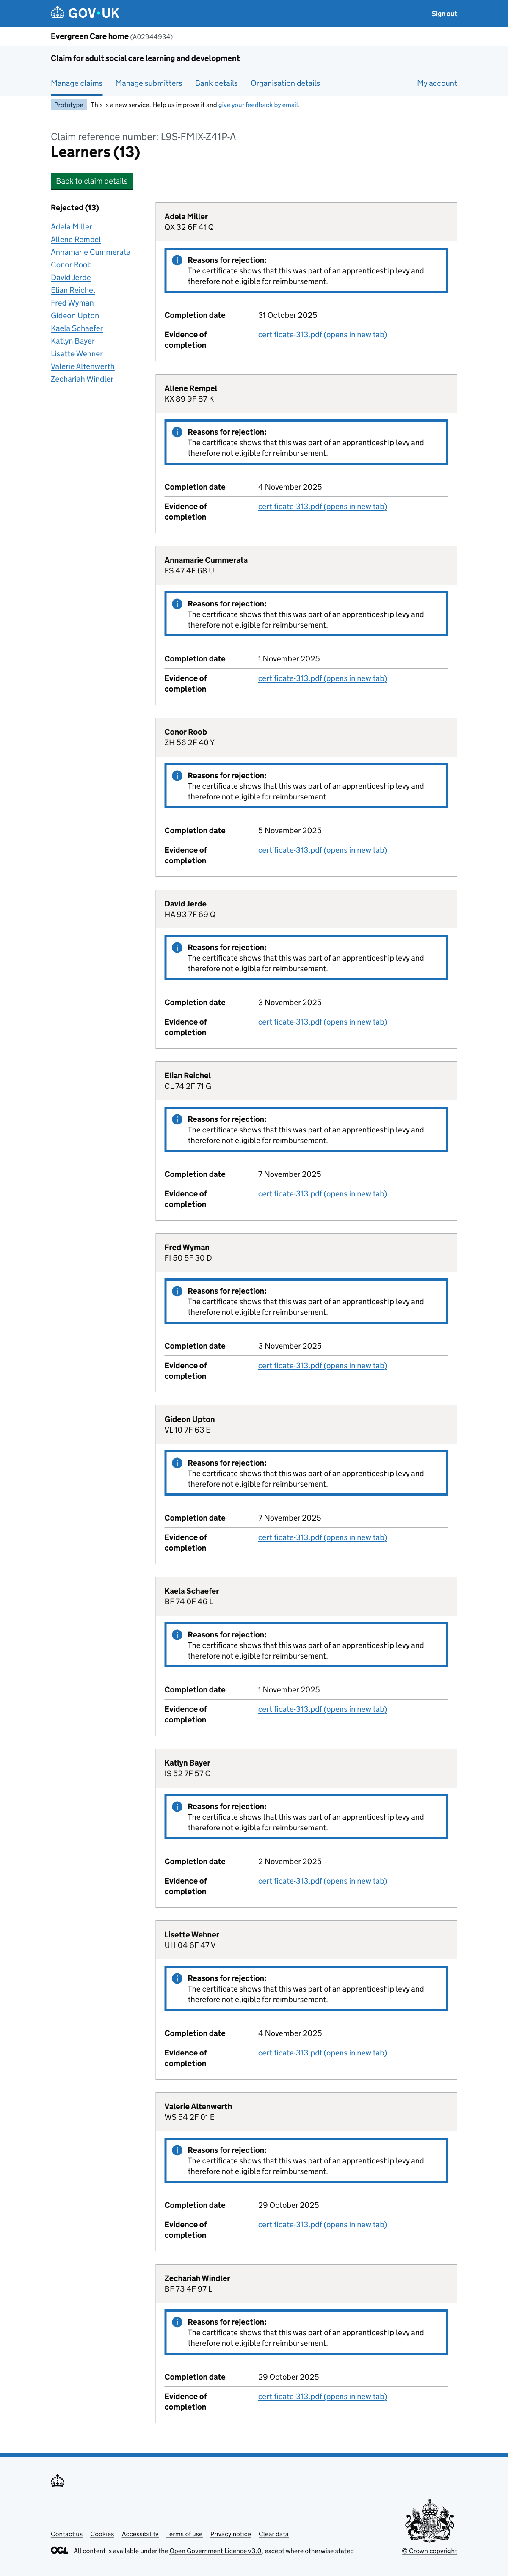 GOV·UK
Sign out
Evergreen Care home (A02944934)
Claim for adult social care learning and development
Manage claims
Manage submitters
Bank details
Organisation details
My account
Prototype
This is a new service. Help us improve it and give your feedback by email.
Claim reference number: L9S-FMIX-Z41P-A
Learners (13)
Back to claim details
Rejected (13)
Adela Miller
Allene Rempel
Annamarie Cummerata
Conor Roob
David Jerde
Elian Reichel
Fred Wyman
Gideon Upton
Kaela Schaefer
Katlyn Bayer
Lisette Wehner
Valerie Altenwerth
Zechariah Windler
Adela Miller
QX 32 6F 41 Q
Reasons for rejection:
The certificate shows that this was part of an apprenticeship levy and
therefore not eligible for reimbursement.
Completion date
31 October 2025
Evidence of
completion
certificate-313.pdf (opens in new tab)
Allene Rempel
KX 89 9F 87 K
Reasons for rejection:
The certificate shows that this was part of an apprenticeship levy and
therefore not eligible for reimbursement.
Completion date
4 November 2025
Evidence of
completion
certificate-313.pdf (opens in new tab)
Annamarie Cummerata
FS 47 4F 68 U
Reasons for rejection:
The certificate shows that this was part of an apprenticeship levy and
therefore not eligible for reimbursement.
Completion date
1 November 2025
Evidence of
completion
certificate-313.pdf (opens in new tab)
Conor Roob
ZH 56 2F 40 Y
Reasons for rejection:
The certificate shows that this was part of an apprenticeship levy and
therefore not eligible for reimbursement.
Completion date
5 November 2025
Evidence of
completion
certificate-313.pdf (opens in new tab)
David Jerde
HA 93 7F 69 Q
Reasons for rejection:
The certificate shows that this was part of an apprenticeship levy and
therefore not eligible for reimbursement.
Completion date
3 November 2025
Evidence of
completion
certificate-313.pdf (opens in new tab)
Elian Reichel
CL 74 2F 71 G
Reasons for rejection:
The certificate shows that this was part of an apprenticeship levy and
therefore not eligible for reimbursement.
Completion date
7 November 2025
Evidence of
completion
certificate-313.pdf (opens in new tab)
Fred Wyman
FI 50 5F 30 D
Reasons for rejection:
The certificate shows that this was part of an apprenticeship levy and
therefore not eligible for reimbursement.
Completion date
3 November 2025
Evidence of
completion
certificate-313.pdf (opens in new tab)
Gideon Upton
VL 10 7F 63 E
Reasons for rejection:
The certificate shows that this was part of an apprenticeship levy and
therefore not eligible for reimbursement.
Completion date
7 November 2025
Evidence of
completion
certificate-313.pdf (opens in new tab)
Kaela Schaefer
BF 74 0F 46 L
Reasons for rejection:
The certificate shows that this was part of an apprenticeship levy and
therefore not eligible for reimbursement.
Completion date
1 November 2025
Evidence of
completion
certificate-313.pdf (opens in new tab)
Katlyn Bayer
IS 52 7F 57 C
Reasons for rejection:
The certificate shows that this was part of an apprenticeship levy and
therefore not eligible for reimbursement.
Completion date
2 November 2025
Evidence of
completion
certificate-313.pdf (opens in new tab)
Lisette Wehner
UH 04 6F 47 V
Reasons for rejection:
The certificate shows that this was part of an apprenticeship levy and
therefore not eligible for reimbursement.
Completion date
4 November 2025
Evidence of
completion
certificate-313.pdf (opens in new tab)
Valerie Altenwerth
WS 54 2F 01 E
Reasons for rejection:
The certificate shows that this was part of an apprenticeship levy and
therefore not eligible for reimbursement.
Completion date
29 October 2025
Evidence of
completion
certificate-313.pdf (opens in new tab)
Zechariah Windler
BF 73 4F 97 L
Reasons for rejection:
The certificate shows that this was part of an apprenticeship levy and
therefore not eligible for reimbursement.
Completion date
29 October 2025
Evidence of
completion
certificate-313.pdf (opens in new tab)
Contact us
Cookies
Accessibility
Terms of use
Privacy notice
Clear data
OGL
All content is available under the Open Government Licence v3.0, except where otherwise stated
© Crown copyright